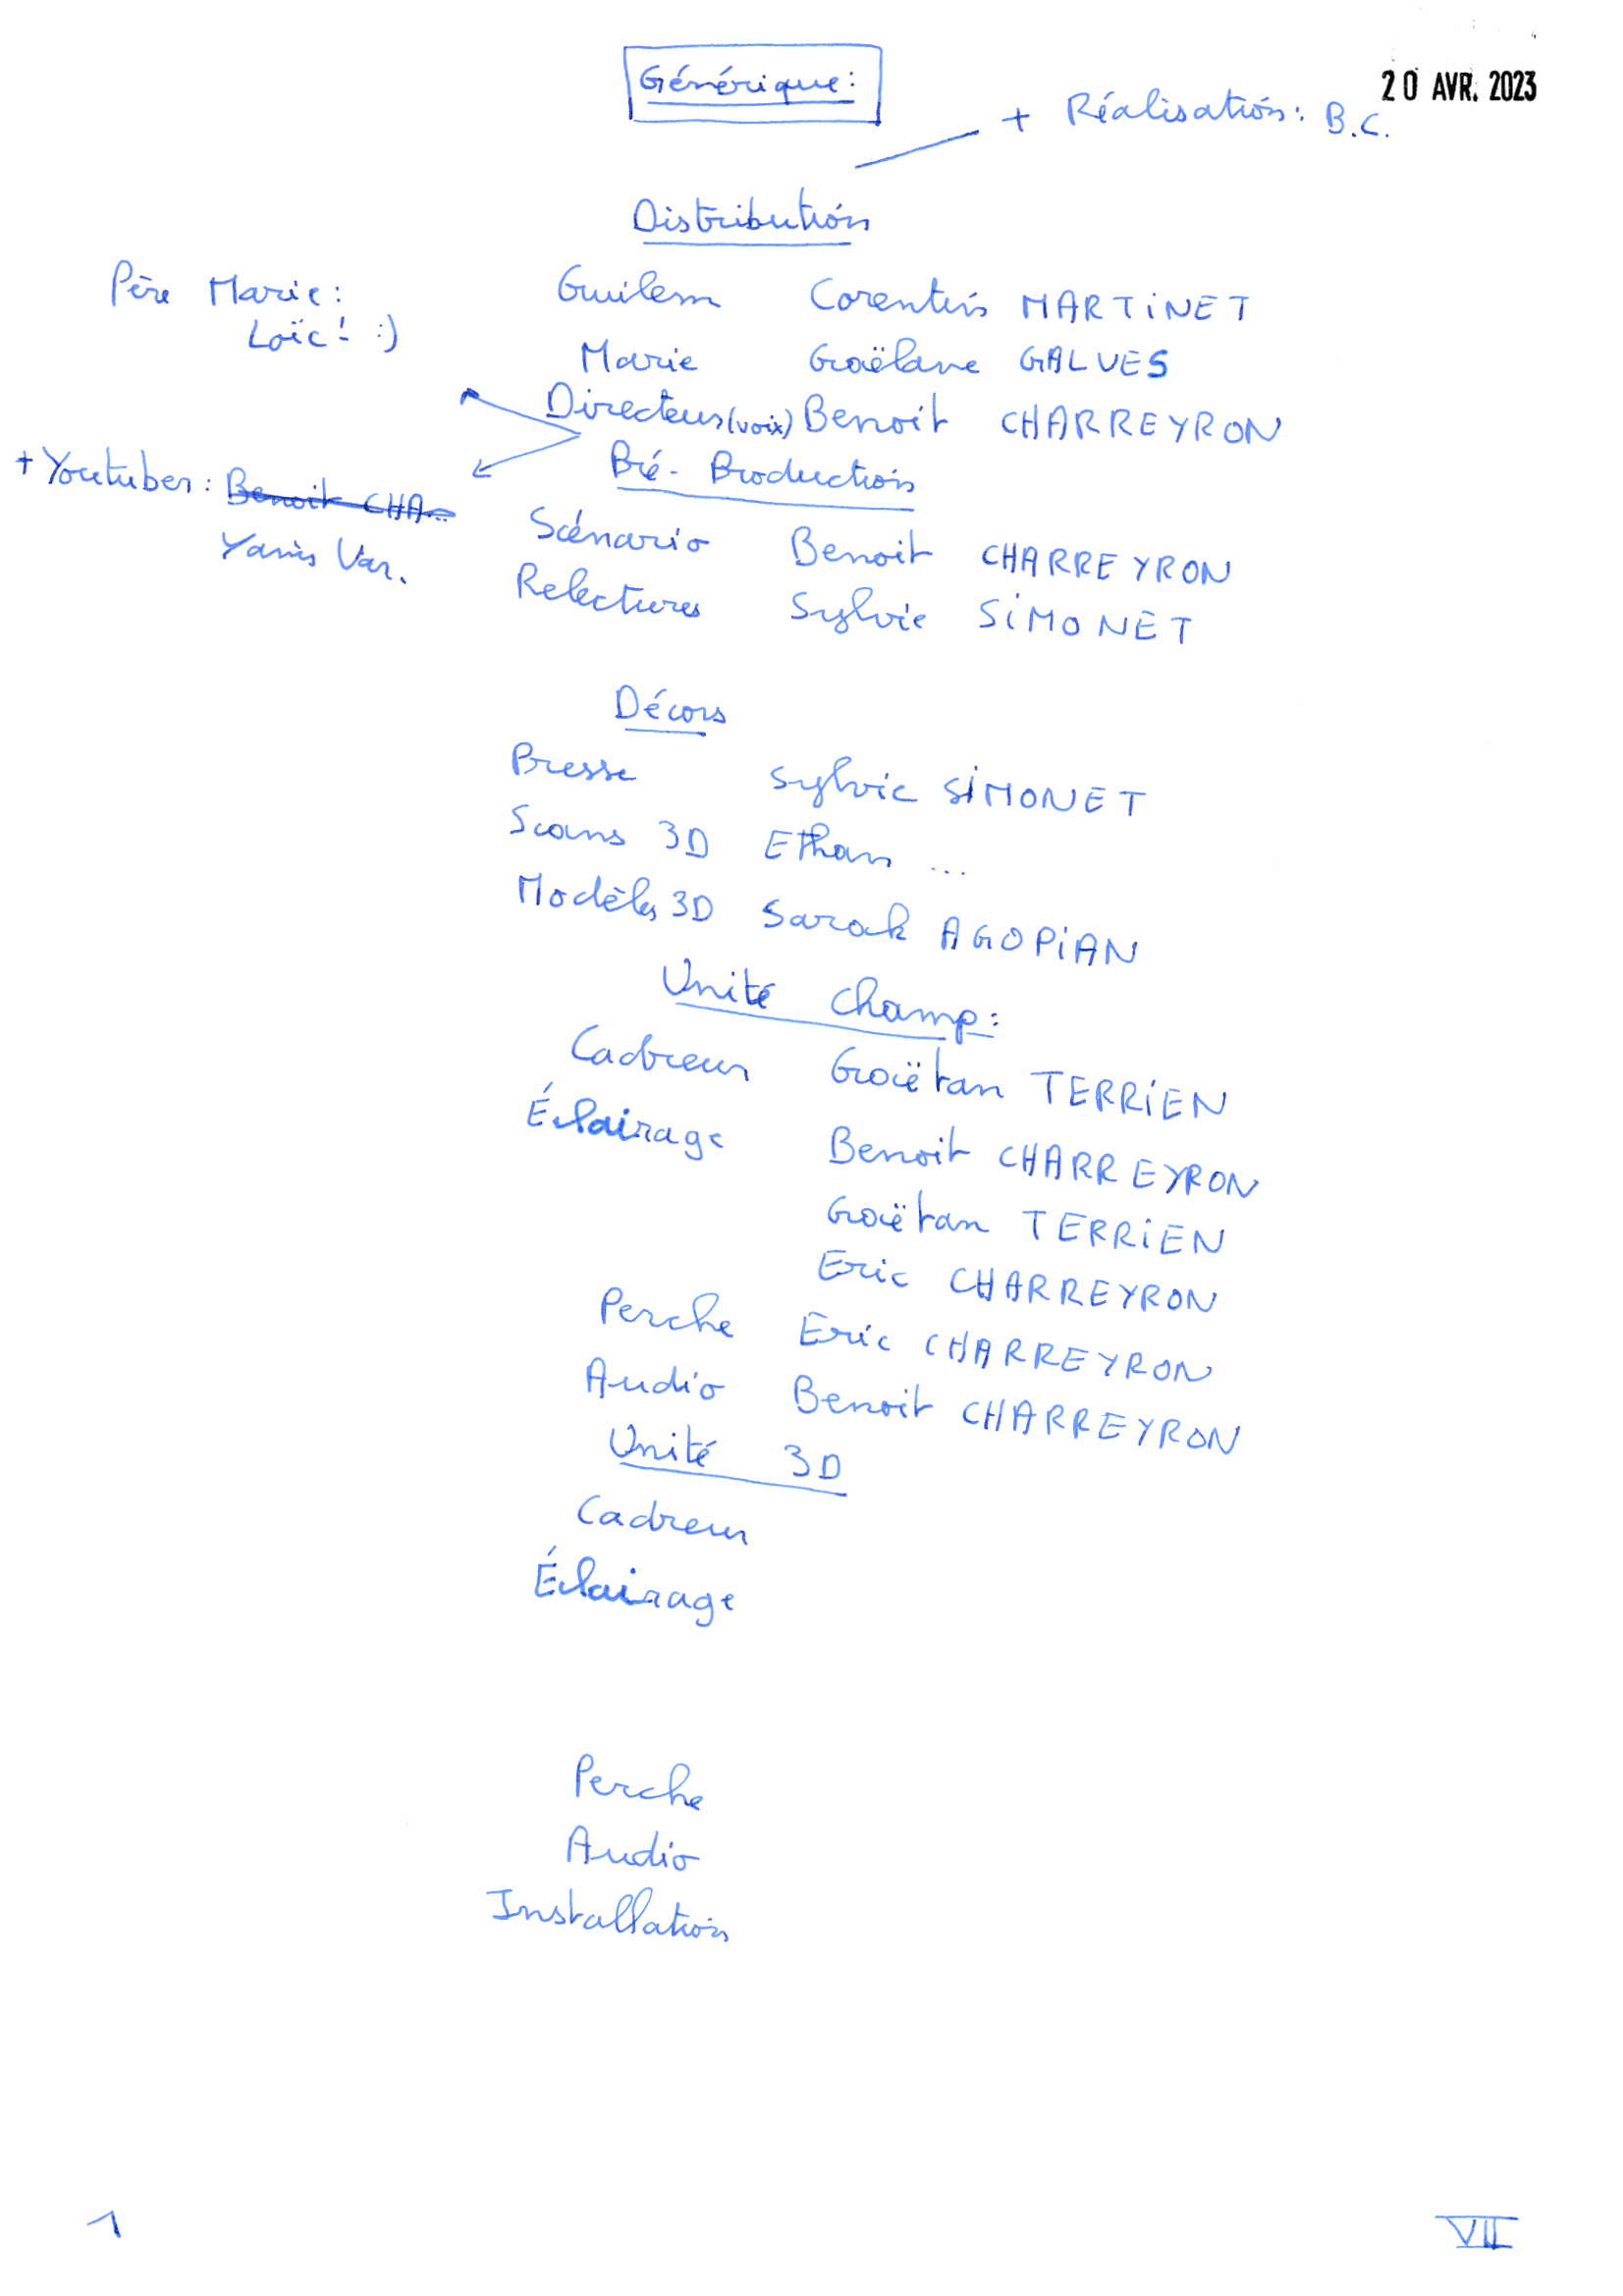 Générique:
20 AVR. 2023
+ Réalisation: B.C.
Distribution
Père Marie:
Loïc! :)
Guilem Corentin MARTINET
Marie Gaëlane GALVES
Directeur (voix) Benoit CHARREYRON
+ Youtuber: Benoit CHA...
Yanis Var.
Pré-Production
Scénario Benoit CHARREYRON
Relectures Sylvie SIMONET
Décors
Presse Sylvie SIMONET
Scans 3D Ethan ...
Modèles 3D Sarah AGOPIAN
Unité Champ:
Cadreur Gaëtan TERRIEN
Éclairage Benoit CHARREYRON
Gaëtan TERRIEN
Eric CHARREYRON
Perche Eric CHARREYRON
Audio Benoit CHARREYRON
Unité 3D
Cadreur
Éclairage
Perche
Audio
Installation
1
VII